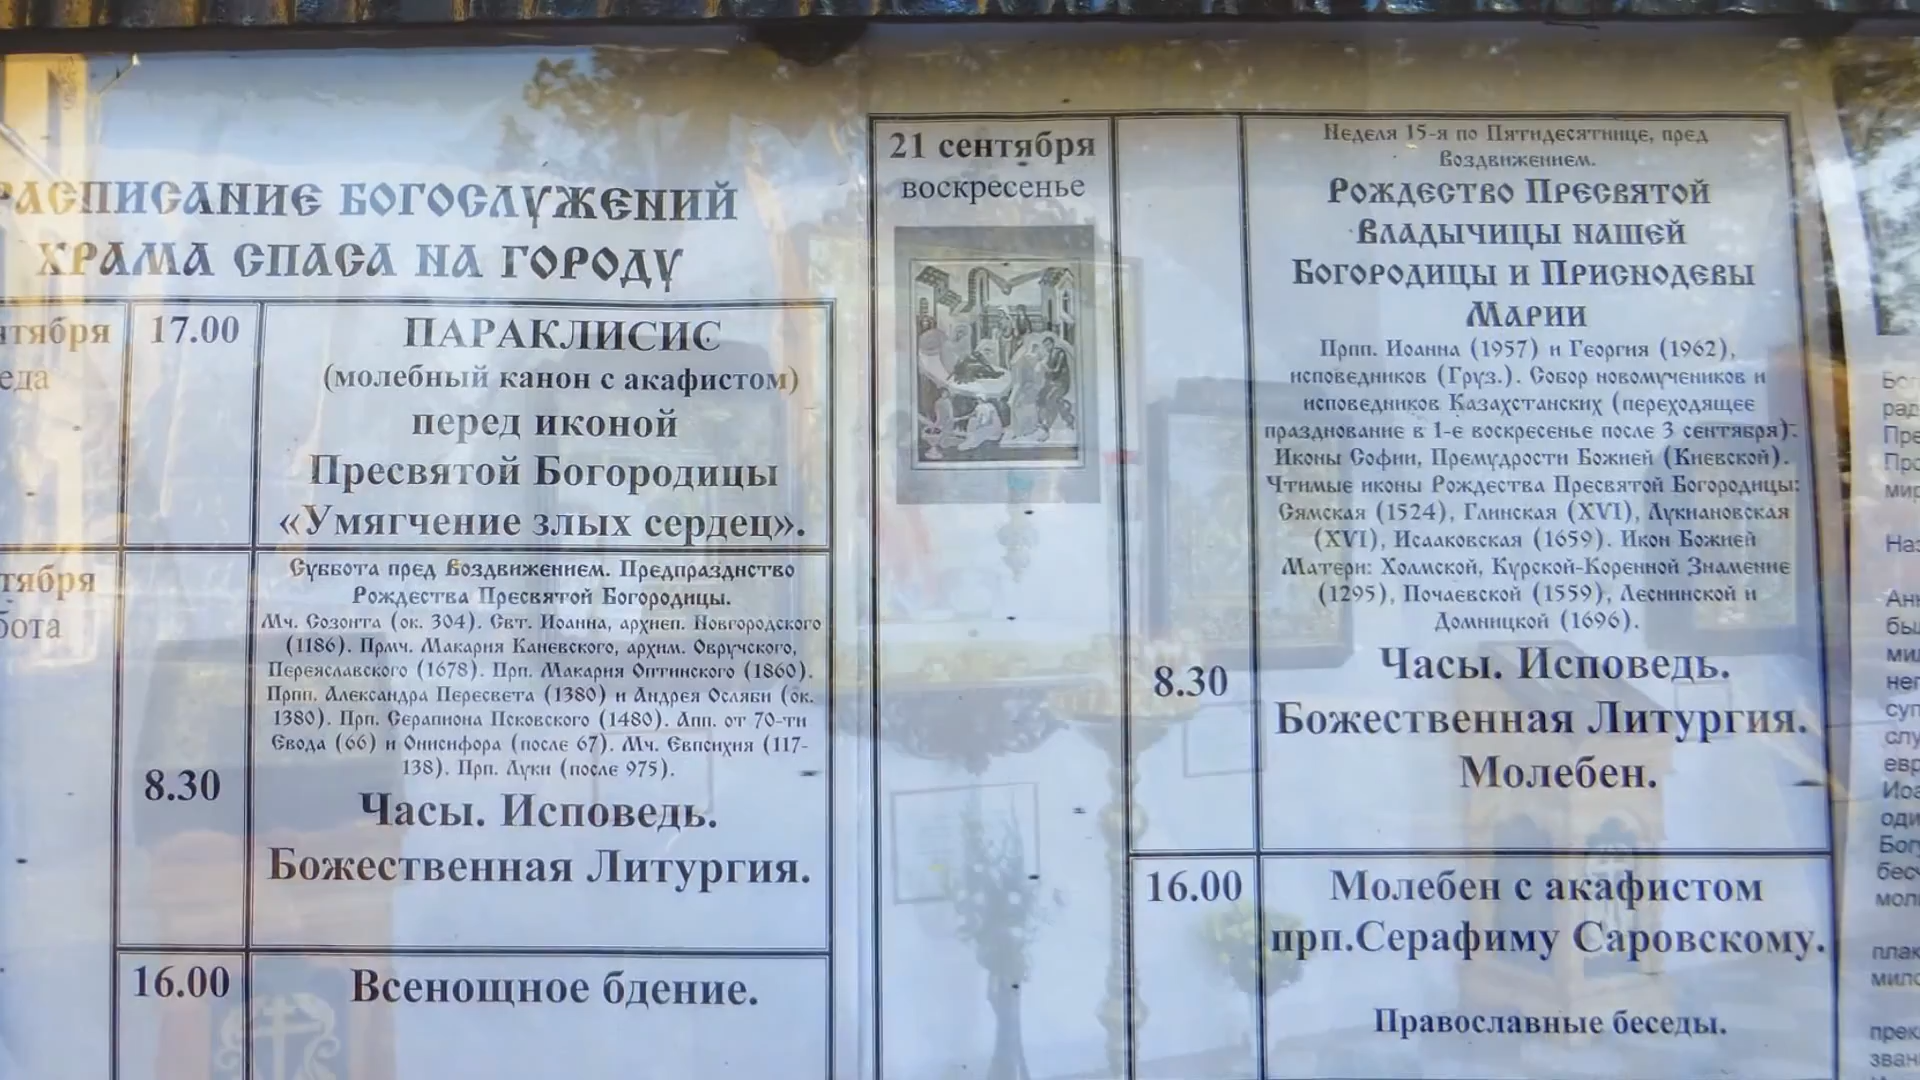 РАСПИСАНИЕ БОГОСЛУЖЕНИЙ
ХРАМА СПАСА НА ГОРОДУ
17.00
ПАРАКЛИСИС
(молебный канон с акафистом)
перед иконой
Пресвятой Богородицы
«Умягчение злых сердец».
8.30
Суббота пред Воздвижением. Предпразднство
Рождества Пресвятой Богородицы.
Мч. Созонта (ок. 304). Свт. Иоанна, архиеп. Новгородского
(1186). Прмч. Макария Каневского, архим. Овручского,
Переяславского (1678). Прп. Макария Оптинского (1860).
Прпп. Александра Пересвета (1380) и Андрея Осляби (ок.
1380). Прп. Серапиона Псковского (1480). Апп. от 70-ти
Евода (66) и Онисифора (после 67). Мч. Евпсихия (117-
138). Прп. Луки (после 975).
Часы. Исповедь.
Божественная Литургия.
16.00
Всенощное бдение.
21 сентября
воскресенье
8.30
Неделя 15-я по Пятидесятнице, пред
Воздвижением.
Рождество Пресвятой
Владычицы нашей
Богородицы и Приснодевы
Марии
Прпп. Иоанна (1957) и Георгия (1962),
исповедников (Груз.). Собор новомучеников и
исповедников Казахстанских (переходящее
празднование в 1-е воскресенье после 3 сентября).
Иконы Софии, Премудрости Божией (Киевской).
Чтимые иконы Рождества Пресвятой Богородицы:
Сямская (1524), Глинская (XVI), Лукиановская
(XVI), Исааковская (1659). Икон Божией
Матери: Холмской, Курской-Коренной Знамение
(1295), Почаевской (1559), Леснинской и
Домницкой (1696).
Часы. Исповедь.
Божественная Литургия.
Молебен.
16.00
Молебен с акафистом
прп.Серафиму Саровскому.
Православные беседы.